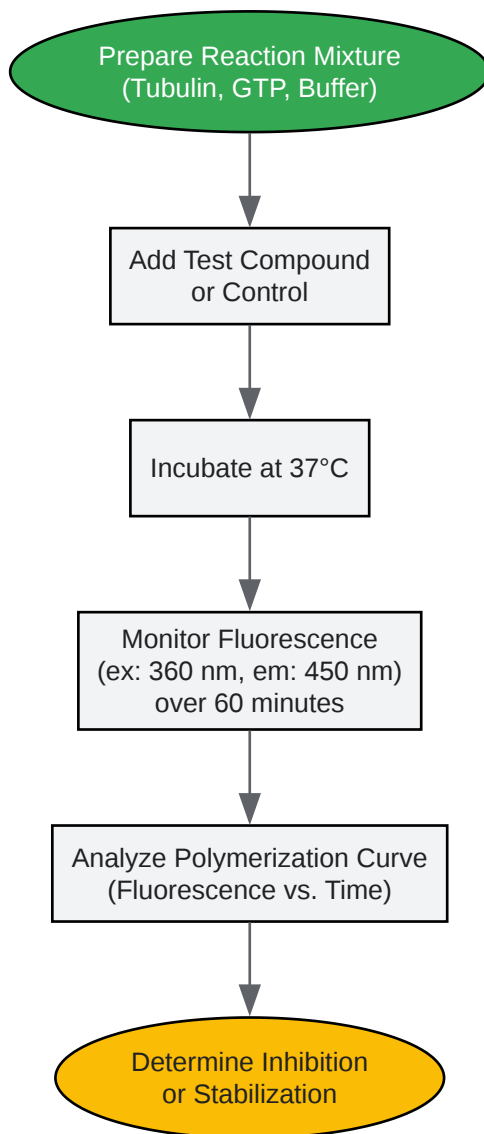 Prepare Reaction Mixture
(Tubulin, GTP, Buffer)
Add Test Compound
or Control
Incubate at 37°C
Monitor Fluorescence
(ex: 360 nm, em: 450 nm)
over 60 minutes
Analyze Polymerization Curve
(Fluorescence vs. Time)
Determine Inhibition
or Stabilization